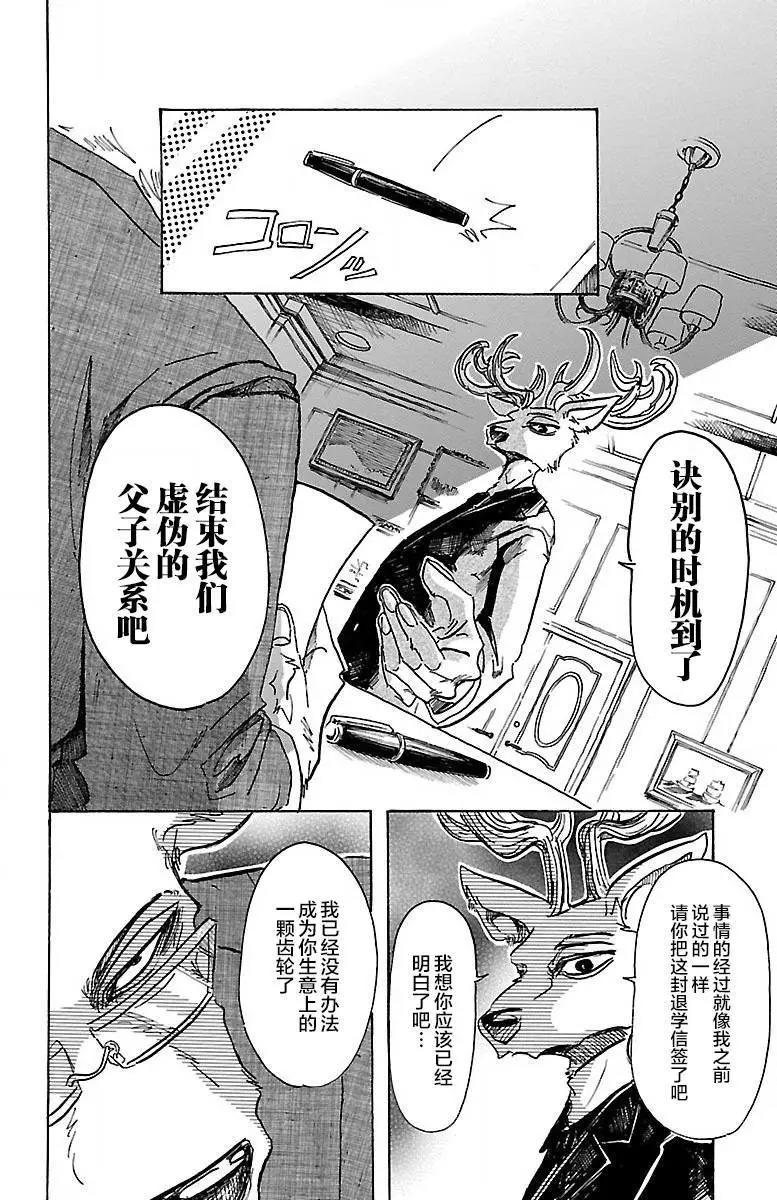 コローン
诀别的时机到了
结束我们
虚伪的
父子关系吧
事情的经过就像我之前
说过的一样
请你把这封退学信签了吧
我想你应该已经
明白了吧…
我已经没有办法
成为你生意上的
一颗齿轮了